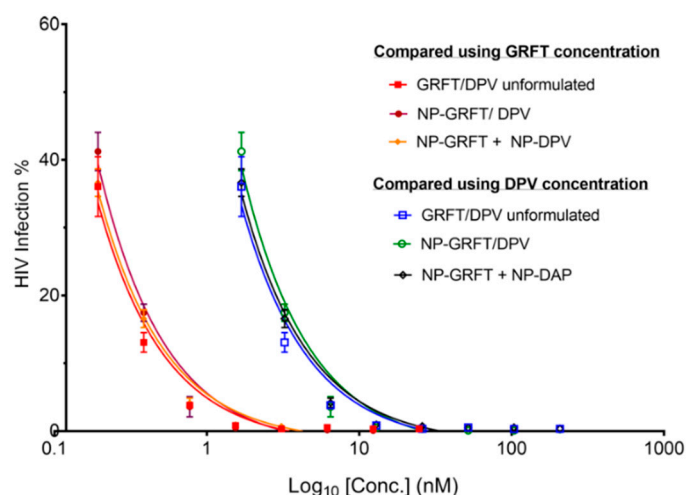 60
40
20
0
HIV Infection %
0.1 1 10 100 1000
Log10 [Conc.] (nM)
Compared using GRFT concentration
GRFT/DPV unformulated
NP-GRFT/ DPV
NP-GRFT + NP-DPV
Compared using DPV concentration
GRFT/DPV unformulated
NP-GRFT/DPV
NP-GRFT + NP-DAP